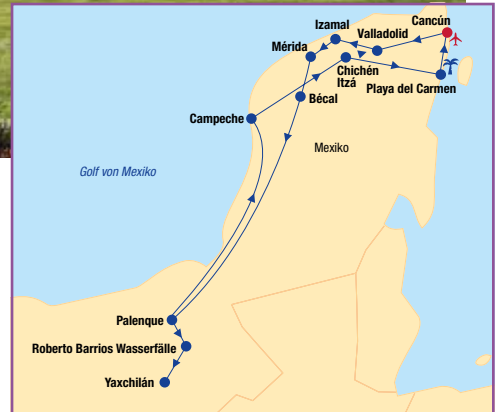 Izamal
Cancún
Valladolid
Mérida
Chichén
Itzá
Playa del Carmen
Bécal
Campeche
Mexiko
Golf von Mexiko
Palenque
Roberto Barrios Wasserfälle
Yaxchilán